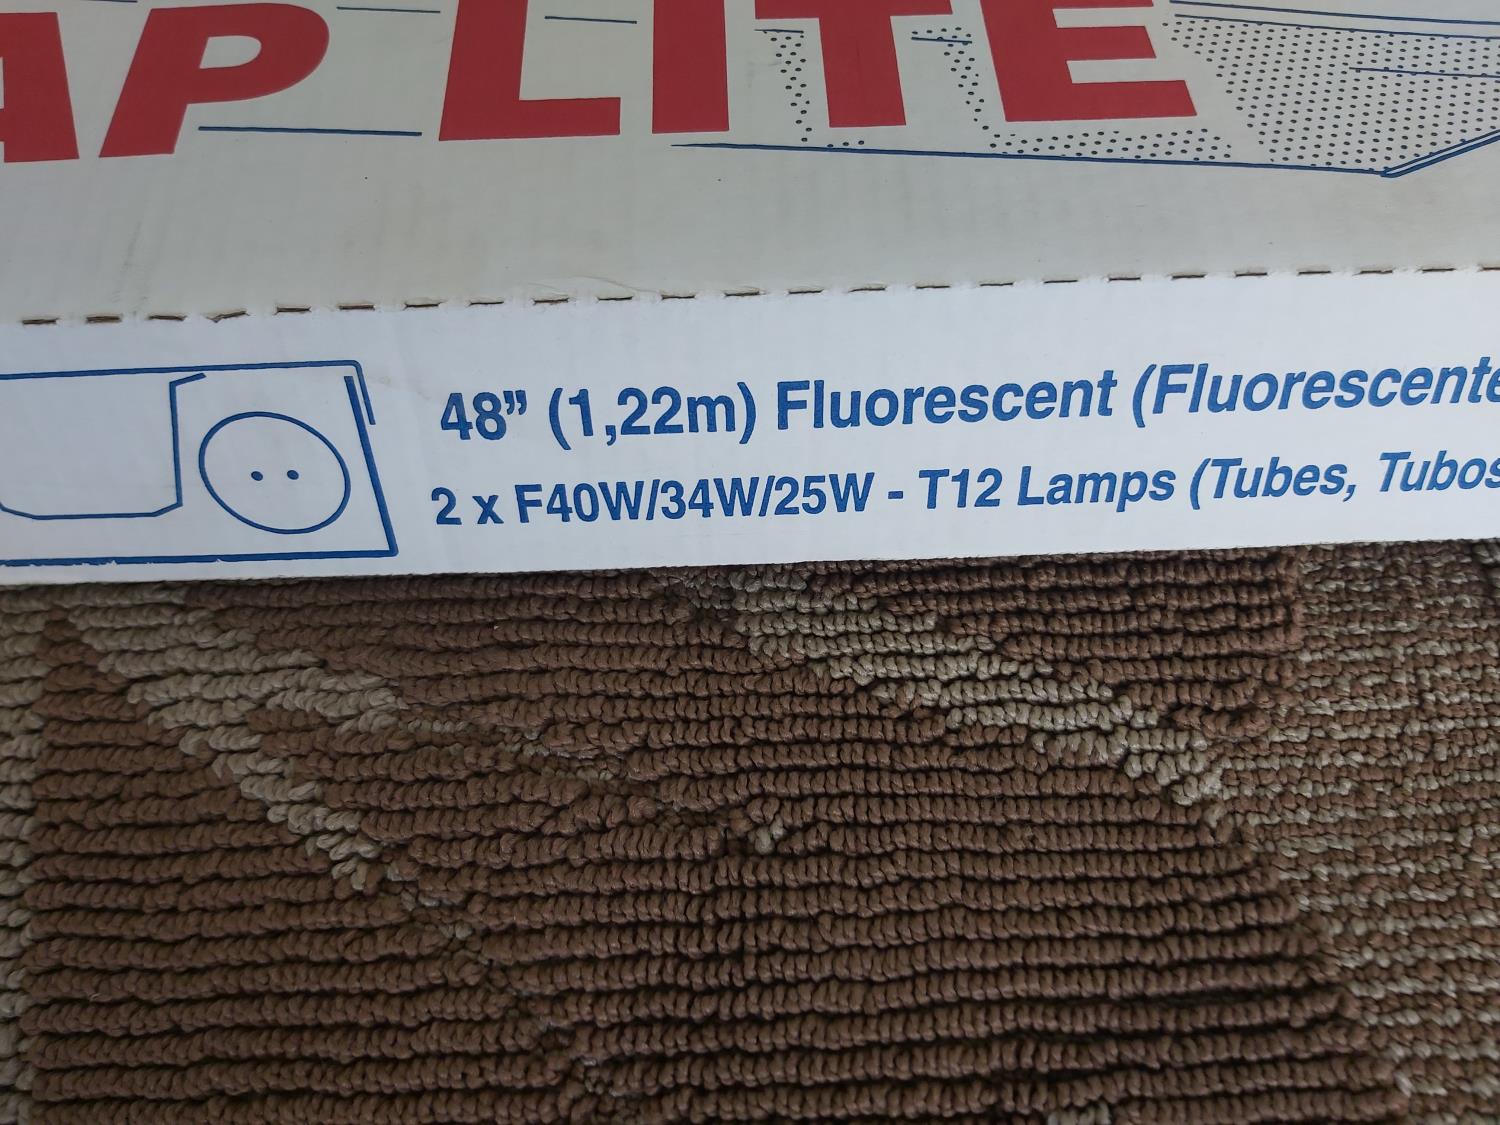 AP LITE
48” (1,22m) Fluorescent (Fluorescente
2 x F40W/34W/25W - T12 Lamps (Tubes, Tubos